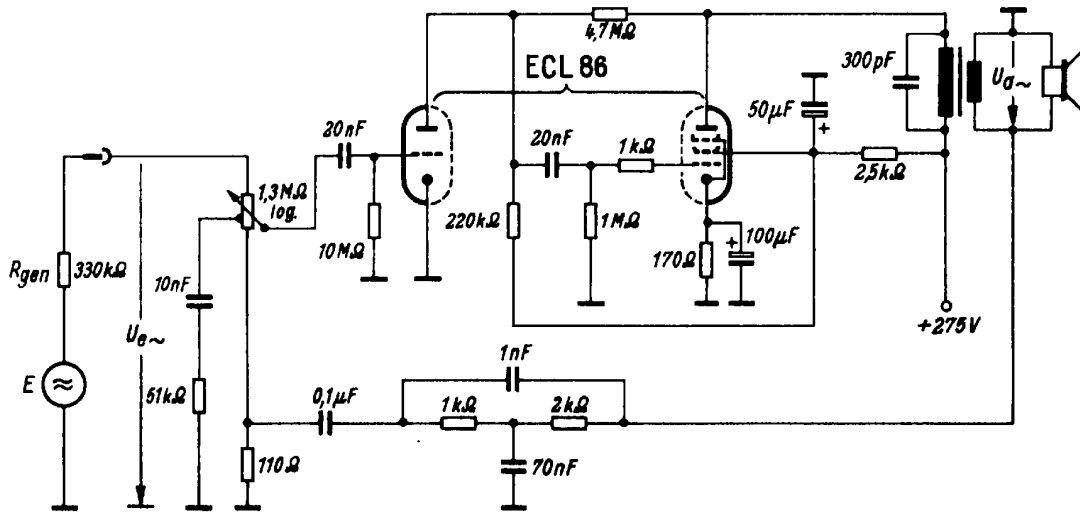 4,7MΩ
ECL 86
300pF
Ua~
50µF
+
20nF
20nF
1kΩ
2,5kΩ
1,3MΩ
log.
10MΩ
220kΩ
1MΩ
170Ω
+
100µF
Rgen
330kΩ
10nF
Ue~
+275V
E
51kΩ
1nF
0,1µF
1kΩ
2kΩ
110Ω
70nF